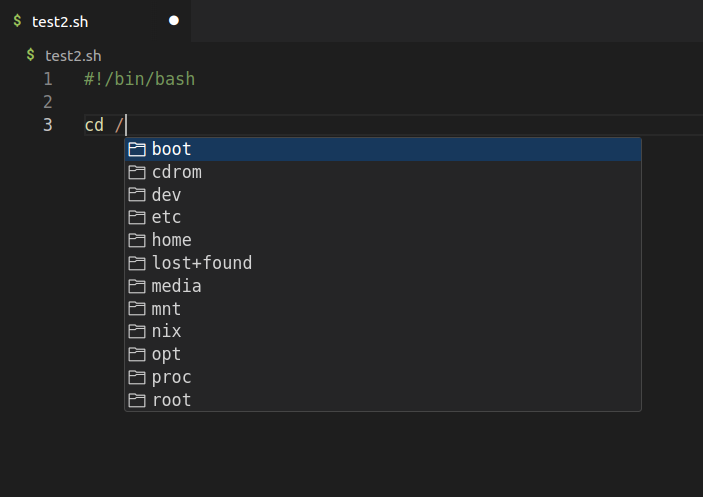 $ test2.sh
$ test2.sh
1 #!/bin/bash
2
3 cd /
boot
cdrom
dev
etc
home
lost+found
media
mnt
nix
opt
proc
root